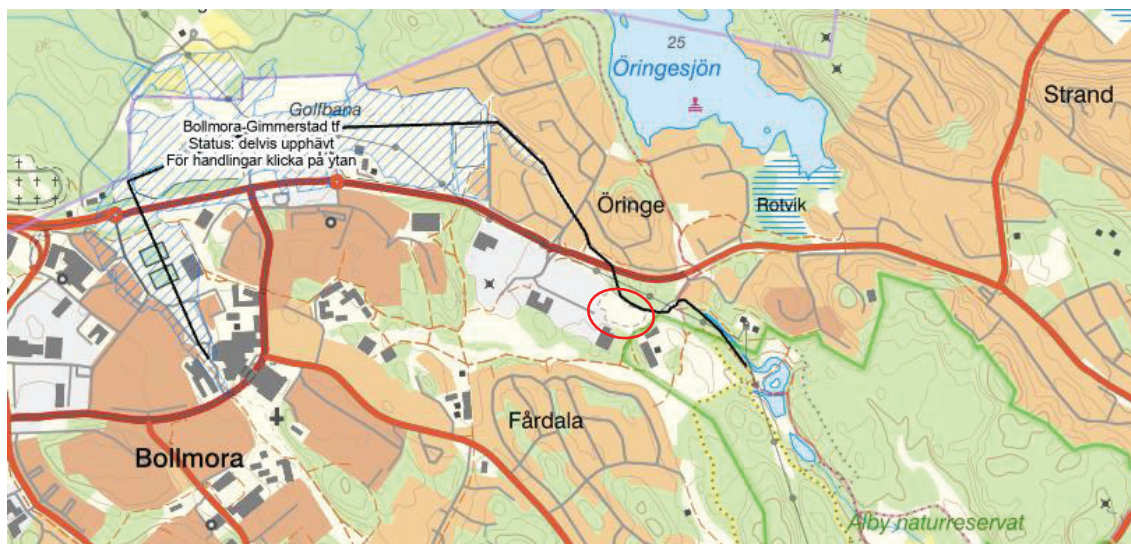 25
Öringesjön
Strand
Golfbana
Bollmora-Gimmerstad tf
Status: delvis upphävt
För handlingar klicka på ytan
Öringe
Rotvik
Fårdala
Bollmora
Alby naturreservat